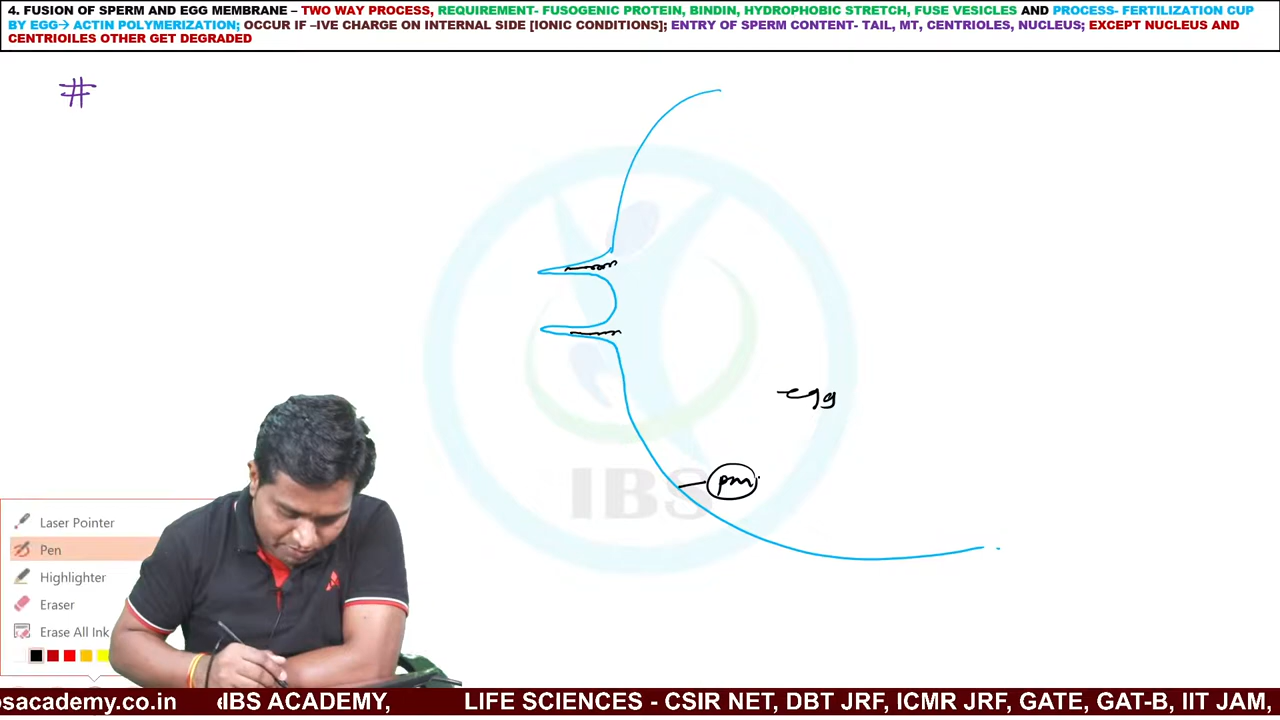 4. FUSION OF SPERM AND EGG MEMBRANE – TWO WAY PROCESS, REQUIREMENT- FUSOGENIC PROTEIN, BINDIN, HYDROPHOBIC STRETCH, FUSE VESICLES AND PROCESS- FERTILIZATION CUP
BY EGG→ ACTIN POLYMERIZATION; OCCUR IF –IVE CHARGE ON INTERNAL SIDE [IONIC CONDITIONS]; ENTRY OF SPERM CONTENT- TAIL, MT, CENTRIOLES, NUCLEUS; EXCEPT NUCLEUS AND
CENTRIOILES OTHER GET DEGRADED
#
egg
pm
IBS
Laser Pointer
Pen
Highlighter
Eraser
Erase All Ink
osacademy.co.in IBS ACADEMY, LIFE SCIENCES - CSIR NET, DBT JRF, ICMR JRF, GATE, GAT-B, IIT JAM,